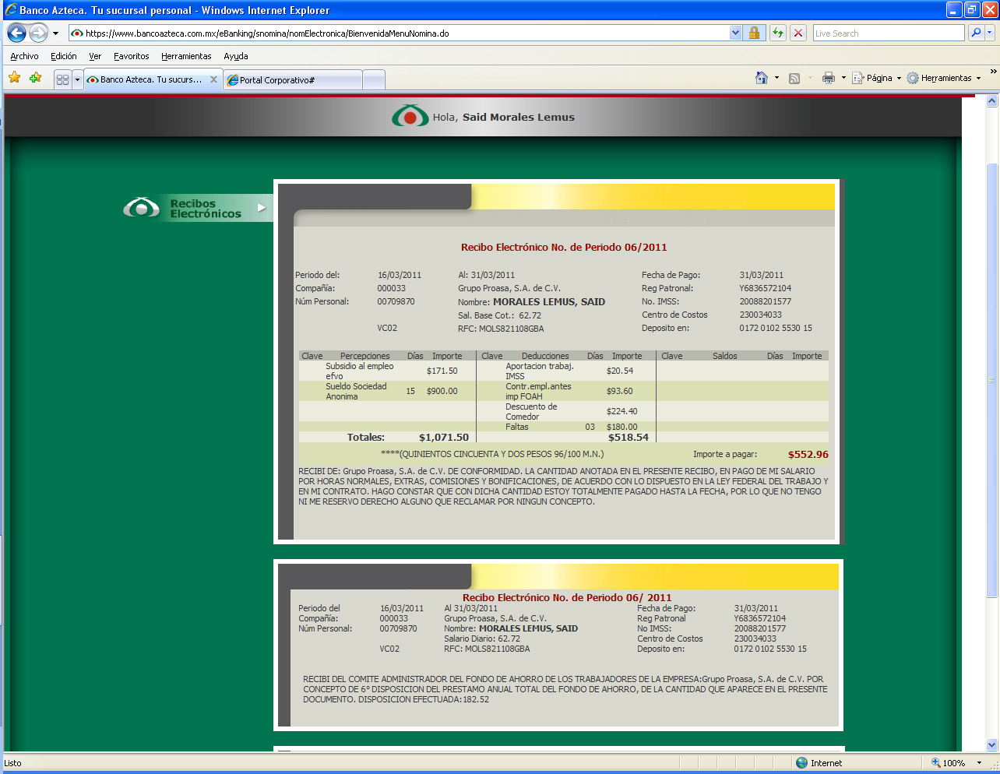 Banco Azteca. Tu sucursal personal - Windows Internet Explorer
https://www.bancoazteca.com.mx/eBanking/snomina/nomElectronica/BienvenidaMenuNomina.do
Live Search
Archivo Edición Ver Favoritos Herramientas Ayuda
Banco Azteca. Tu sucurs... Portal Corporativo# Página Herramientas
Hola, Said Morales Lemus
Recibos
Electrónicos
Recibo Electrónico No. de Periodo 06/2011
Periodo del: 16/03/2011 Al: 31/03/2011 Fecha de Pago: 31/03/2011
Compañía: 000033 Grupo Proasa, S.A. de C.V. Reg Patronal: Y6836572104
Núm Personal: 00709870 Nombre: MORALES LEMUS, SAID No. IMSS: 20088201577
Sal. Base Cot.: 62.72 Centro de Costos 230034033
VC02 RFC: MOLS821108GBA Deposito en: 0172 0102 5530 15
Clave Percepciones Días Importe Clave Deducciones Días Importe Clave Saldos Días Importe
Subsidio al empleo efvo $171.50 Aportacion trabaj. IMSS $20.54
Sueldo Sociedad Anonima 15 $900.00 Contr.empl.antes imp FOAH $93.60
Descuento de Comedor $224.40
Faltas 03 $180.00
Totales: $1,071.50 $518.54
****(QUINIENTOS CINCUENTA Y DOS PESOS 96/100 M.N.) Importe a pagar: $552.96
RECIBI DE: Grupo Proasa, S.A. de C.V. DE CONFORMIDAD. LA CANTIDAD ANOTADA EN EL PRESENTE RECIBO, EN PAGO DE MI SALARIO
POR HORAS NORMALES, EXTRAS, COMISIONES Y BONIFICACIONES, DE ACUERDO CON LO DISPUESTO EN LA LEY FEDERAL DEL TRABAJO Y
EN MI CONTRATO. HAGO CONSTAR QUE CON DICHA CANTIDAD ESTOY TOTALMENTE PAGADO HASTA LA FECHA, POR LO QUE NO TENGO
NI ME RESERVO DERECHO ALGUNO QUE RECLAMAR POR NINGUN CONCEPTO.
Recibo Electrónico No. de Periodo 06/ 2011
Periodo del 16/03/2011 Al 31/03/2011 Fecha de Pago: 31/03/2011
Compañía: 000033 Grupo Proasa, S.A. de C.V. Reg Patronal Y6836572104
Núm Personal: 00709870 Nombre: MORALES LEMUS, SAID No IMSS: 20088201577
Salario Diario: 62.72 Centro de Costos 230034033
VC02 RFC: MOLS821108GBA Deposito en: 0172 0102 5530 15
RECIBI DEL COMITE ADMINISTRADOR DEL FONDO DE AHORRO DE LOS TRABAJADORES DE LA EMPRESA:Grupo Proasa, S.A. de C.V. POR
CONCEPTO DE 6° DISPOSICION DEL PRESTAMO ANUAL TOTAL DEL FONDO DE AHORRO, DE LA CANTIDAD QUE APARECE EN EL PRESENTE
DOCUMENTO. DISPOSICION EFECTUADA:182.52
Listo Internet 100%